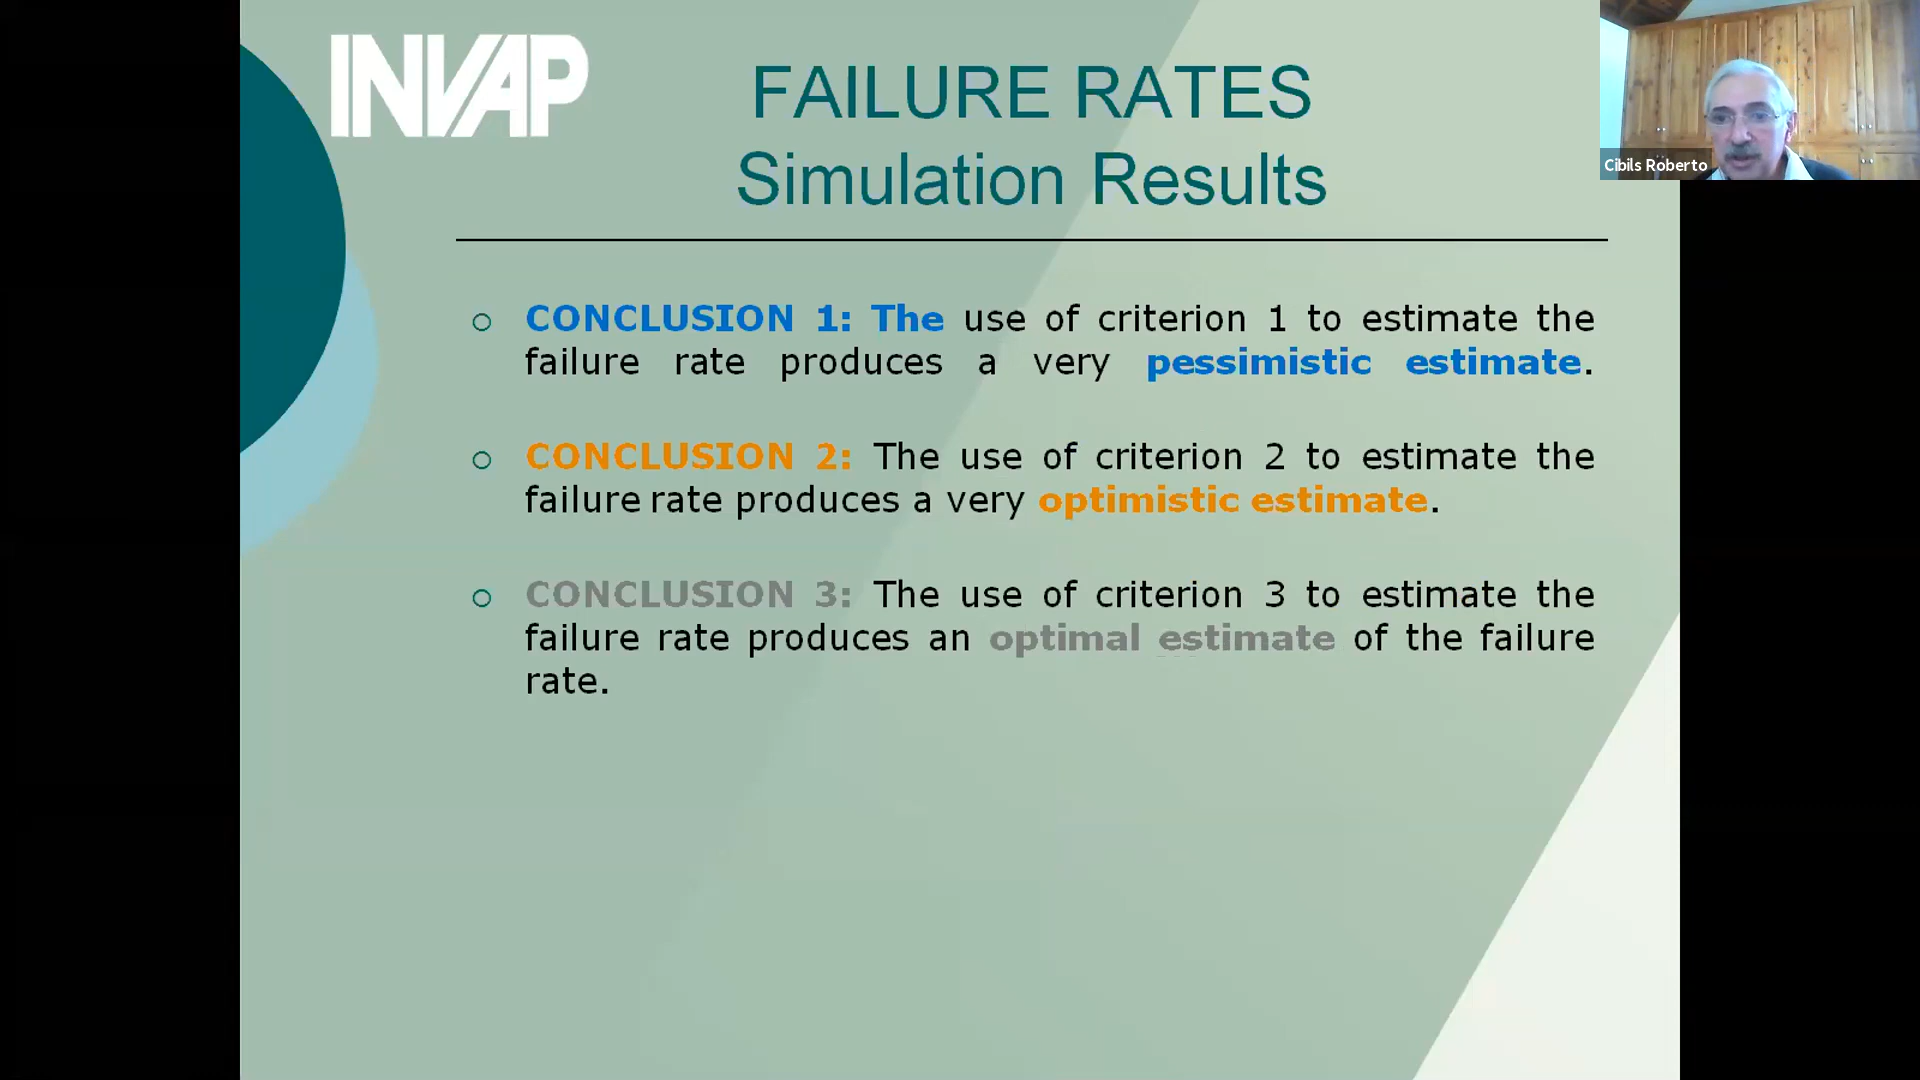 INVAP
FAILURE RATES
Simulation Results
Cibils Roberto
CONCLUSION 1: The use of criterion 1 to estimate the
failure rate produces a very pessimistic estimate.
CONCLUSION 2: The use of criterion 2 to estimate the
failure rate produces a very optimistic estimate.
CONCLUSION 3: The use of criterion 3 to estimate the
failure rate produces an optimal estimate of the failure
rate.